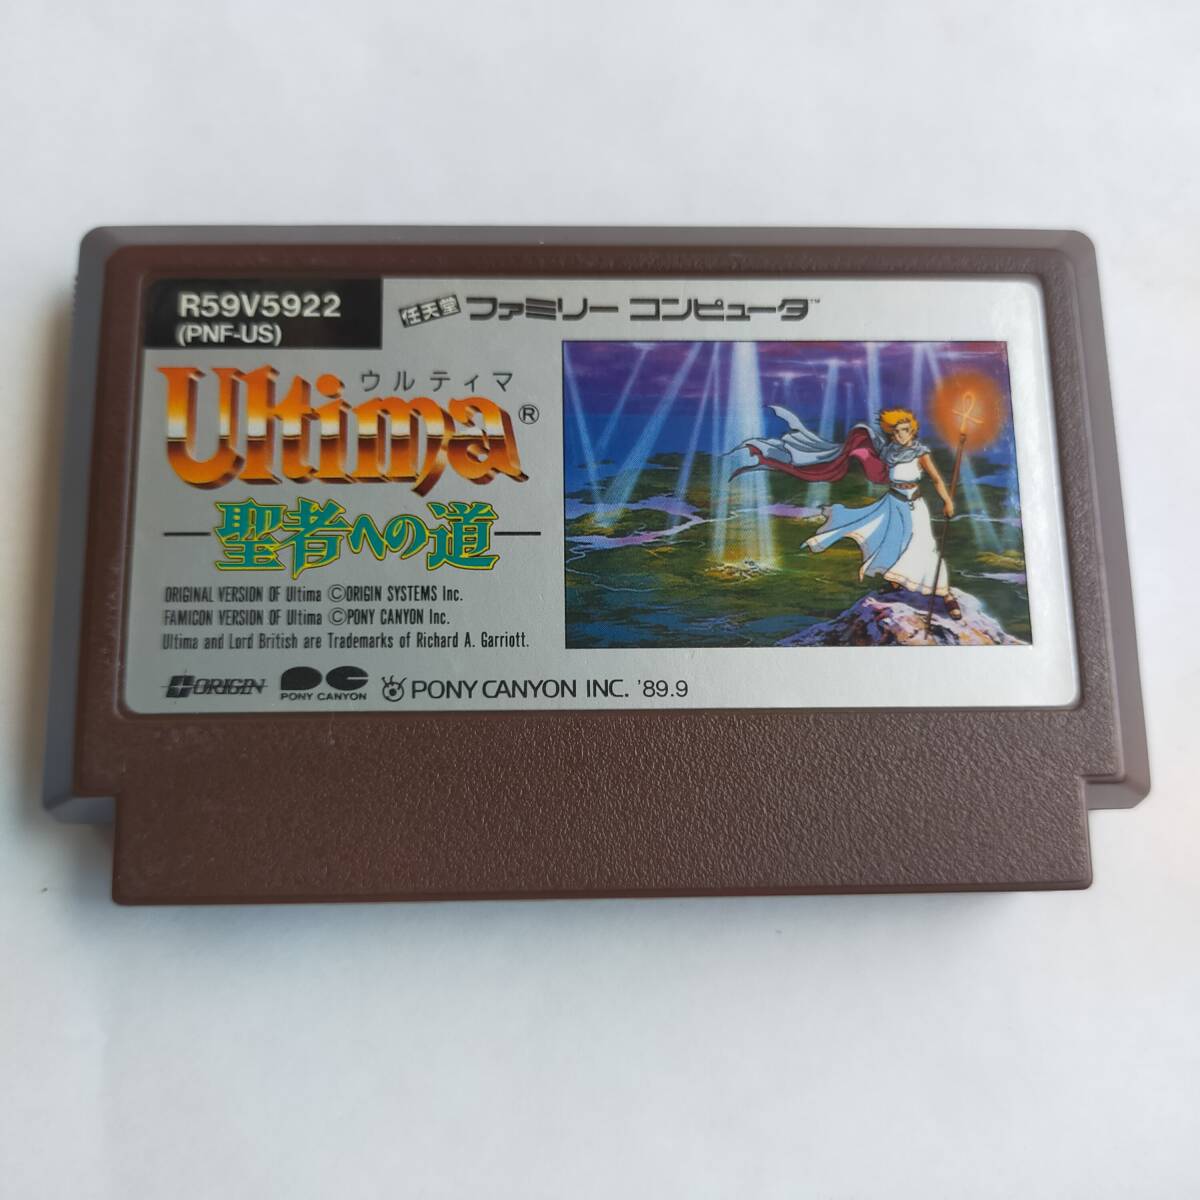 R59V5922
(PNF-US)
任天堂 ファミリーコンピュータ™
ウルティマ
Ultima®
聖者への道
ORIGINAL VERSION OF Ultima ©ORIGIN SYSTEMS Inc.
FAMICON VERSION OF Ultima ©PONY CANYON Inc.
Ultima and Lord British are Trademarks of Richard A. Garriott.
ORIGIN PONY CANYON PONY CANYON INC. '89.9